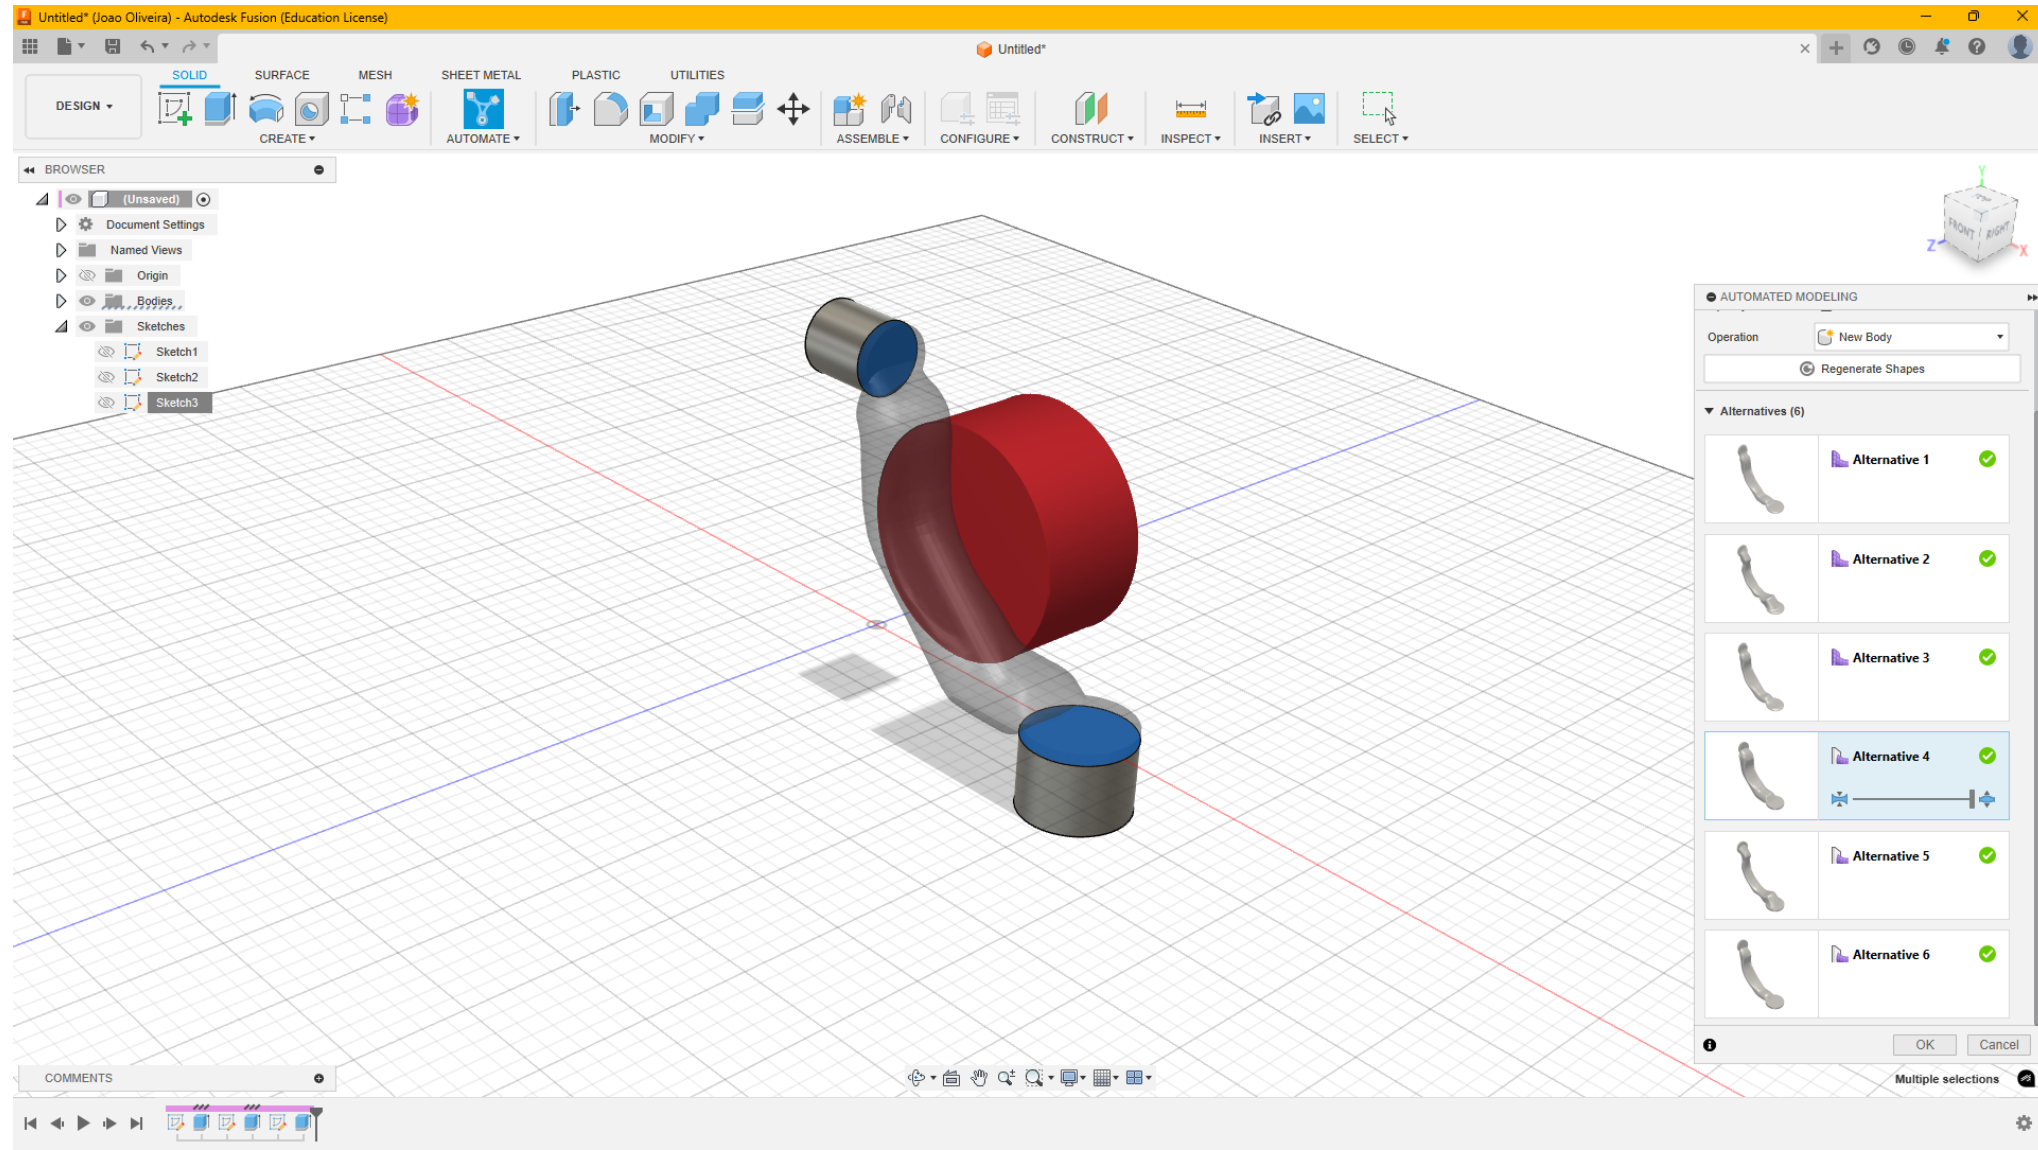 Untitled* (Joao Oliveira) - Autodesk Fusion (Education License)
Untitled*
SOLID SURFACE MESH SHEET METAL PLASTIC UTILITIES
DESIGN
CREATE AUTOMATE MODIFY ASSEMBLE CONFIGURE CONSTRUCT INSPECT INSERT SELECT
BROWSER
(Unsaved)
Document Settings
Named Views
Origin
Bodies
Sketches
Sketch1
Sketch2
Sketch3
Y
TOP
FRONT RIGHT
Z X
AUTOMATED MODELING
Operation New Body
Regenerate Shapes
Alternatives (6)
Alternative 1
Alternative 2
Alternative 3
Alternative 4
Alternative 5
Alternative 6
OK Cancel
COMMENTS
Multiple selections